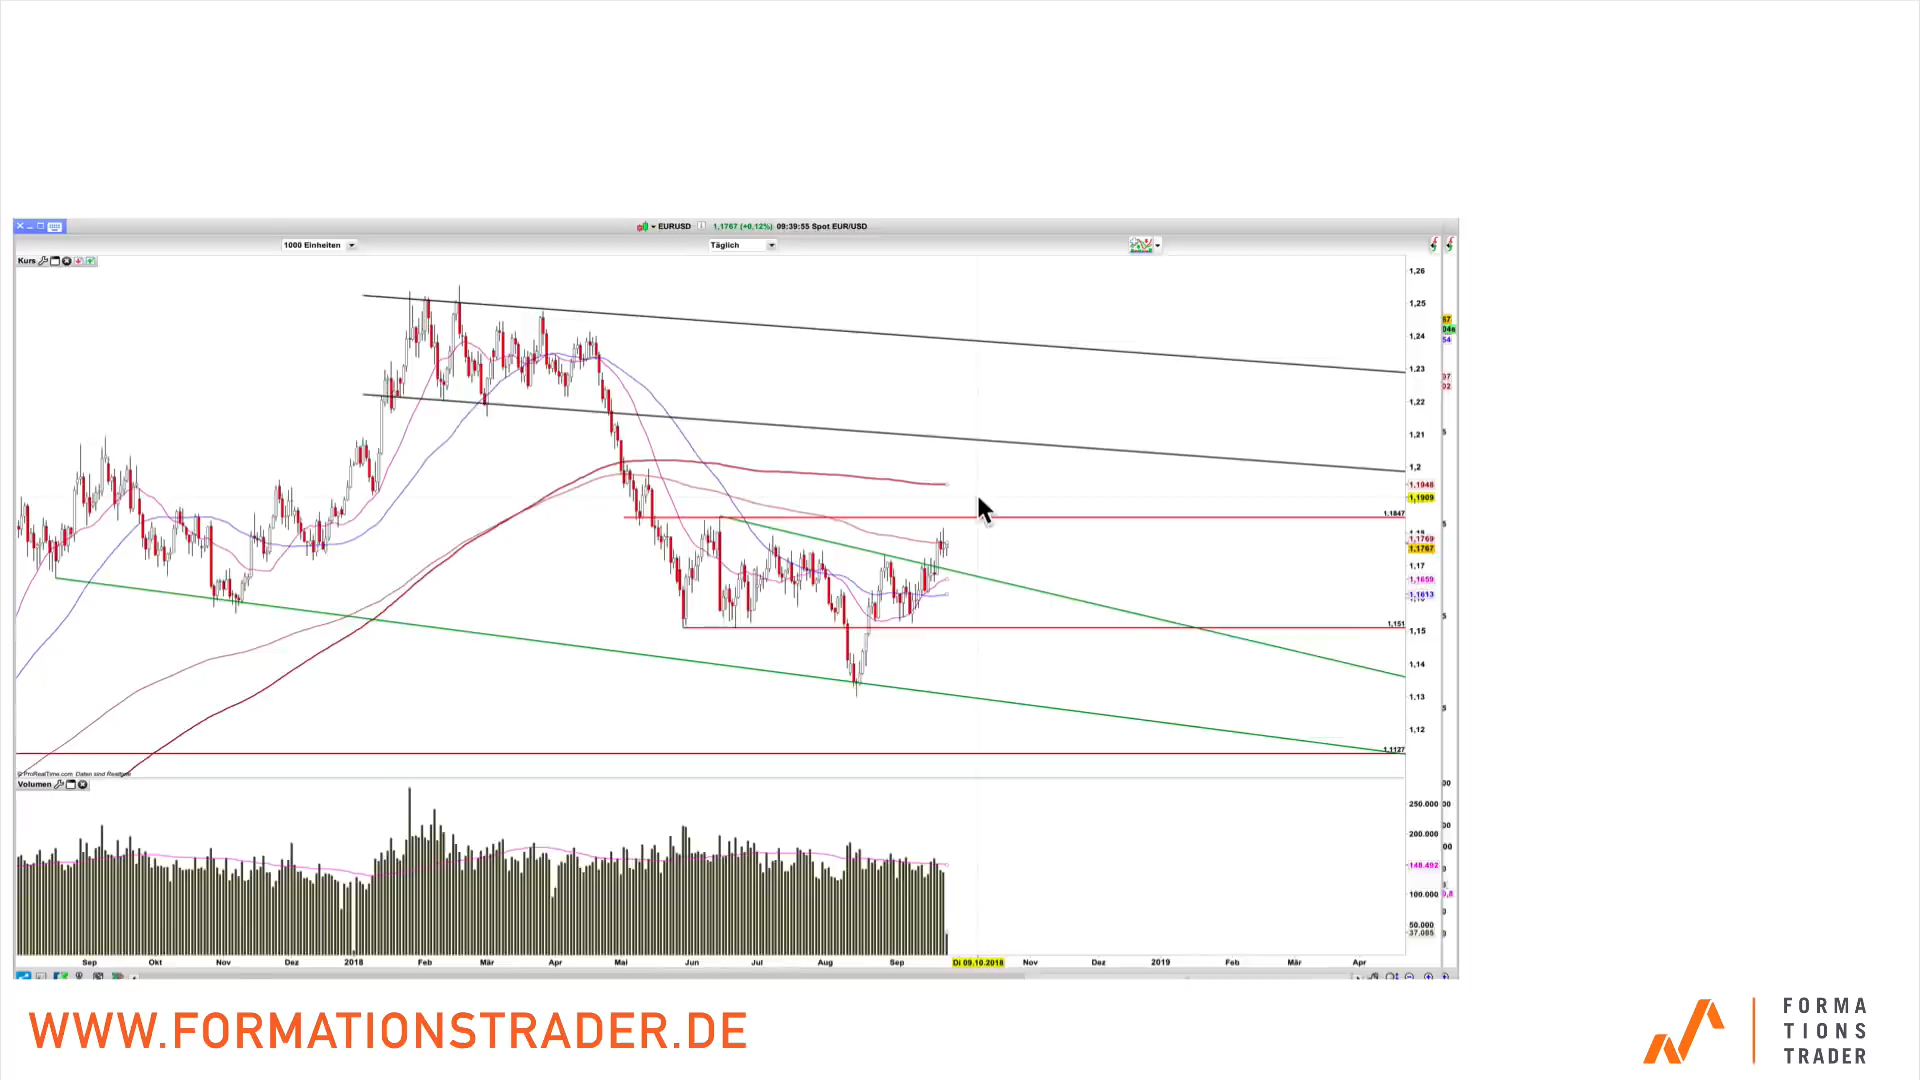 EURUSD 1,1767 (+0,12%) 09:39:55 Spot EUR/USD
1000 Einheiten
Täglich
Kurs
1,26
1,25
1,24
1,23
1,22
1,21
1,2
1,1948
1,1909
1,1847
1,1769
1,1767
1,17
1,1659
1,1613
1,151
1,15
1,14
1,13
1,12
1,1127
© ProRealTime.com Daten sind Realtime
Volumen
250.000
200.000
148.492
100.000
50.000
37.085
Sep Okt Nov Dez 2018 Feb Mär Apr Mai Jun Jul Aug Sep Di 09.10.2018 Nov Dez 2019 Feb Mär Apr
WWW.FORMATIONSTRADER.DE
FORMA
TIONS
TRADER